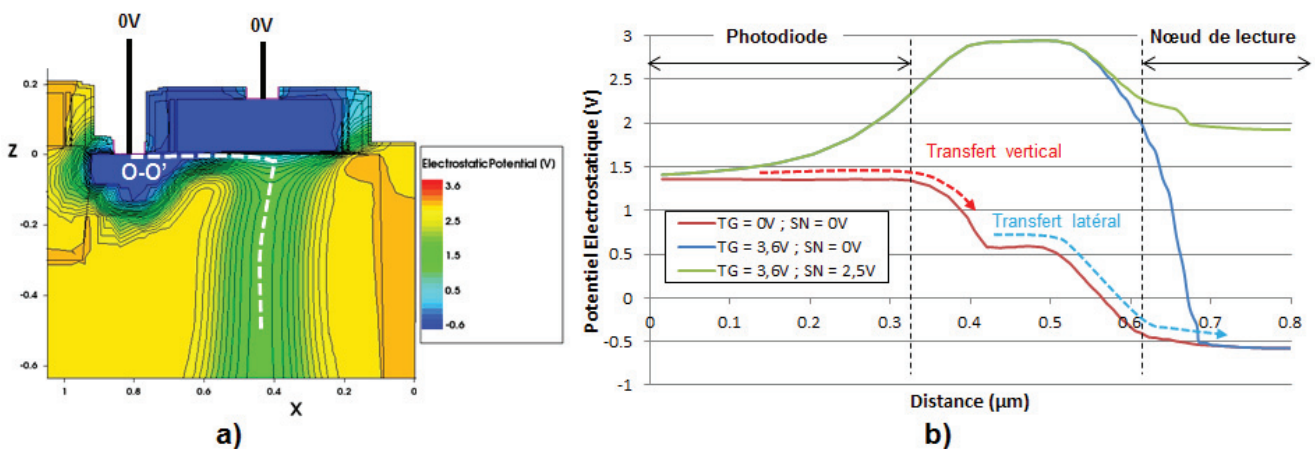 0V
0V
0.2
Z
0
-0.2
-0.4
-0.6
O-O'
1
0.8
0.6
0.4
0.2
0
X
ElectrostaticPotential (V)
3.6
2.5
1.5
0.5
-0.6
a)
Potentiel Electrostatique (V)
3
2.5
2
1.5
1
0.5
0
-0.5
-1
Photodiode
Nœud de lecture
Transfert vertical
Transfert latéral
TG = 0V ; SN = 0V
TG = 3,6V ; SN = 0V
TG = 3,6V ; SN = 2,5V
0
0.1
0.2
0.3
0.4
0.5
0.6
0.7
0.8
Distance (µm)
b)